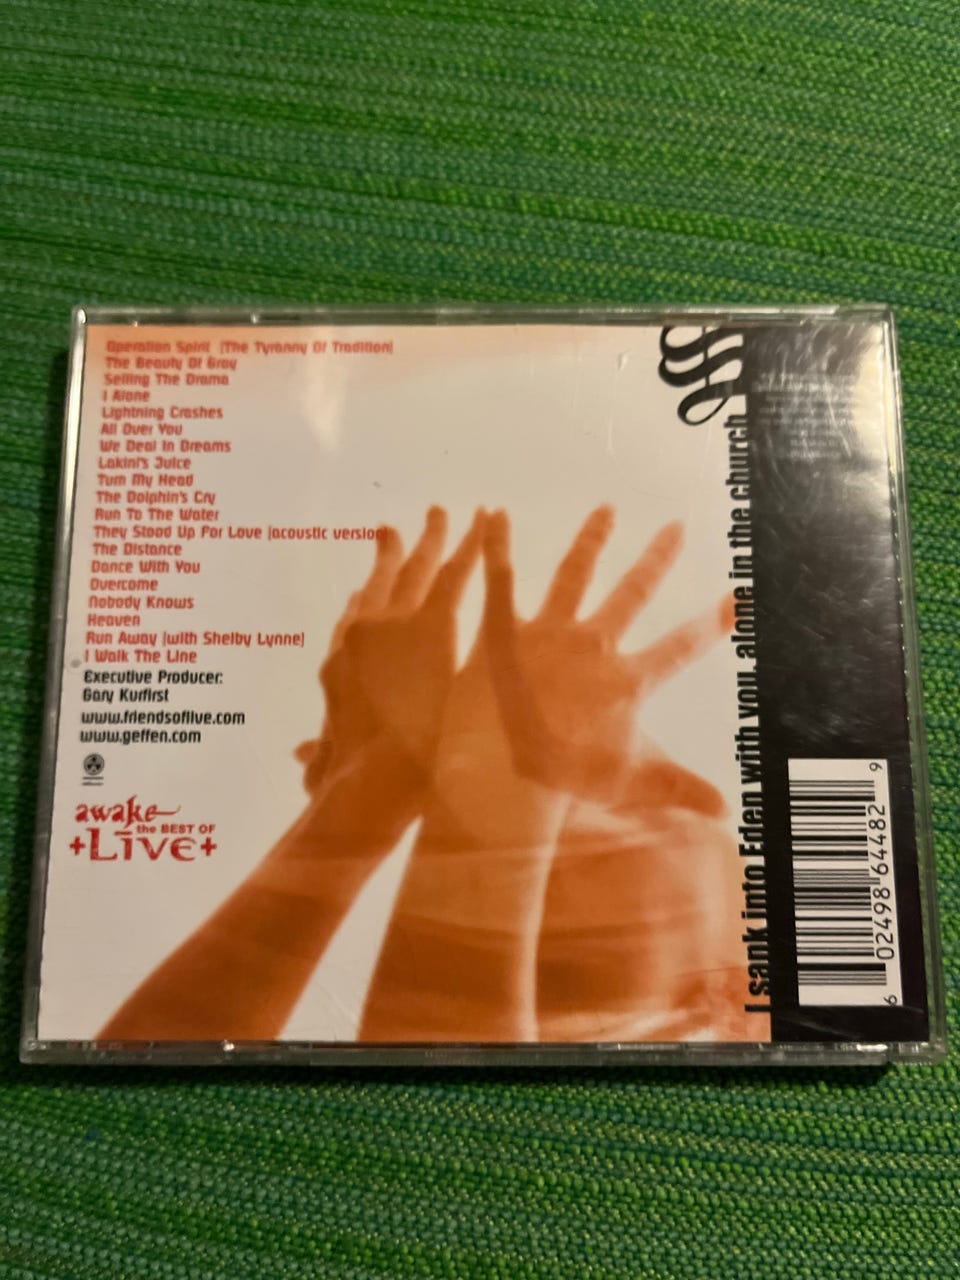 Operation Spirit (The Tyranny Of Tradition)
The Beauty Of Gray
Selling The Drama
I Alone
Lightning Crashes
All Over You
We Deal In Dreams
Lakini's Juice
Turn My Head
The Dolphin's Cry
Run To The Water
They Stood Up For Love (acoustic version)
The Distance
Dance With You
Overcome
Nobody Knows
Heaven
Run Away (with Shelby Lynne)
I Walk The Line
Executive Producer:
Gary Kurfirst
www.friendsoflive.com
www.geffen.com
awake
the BEST OF
+Līve+
I sank into Eden with you, alone in the church
6 02498 64482 9